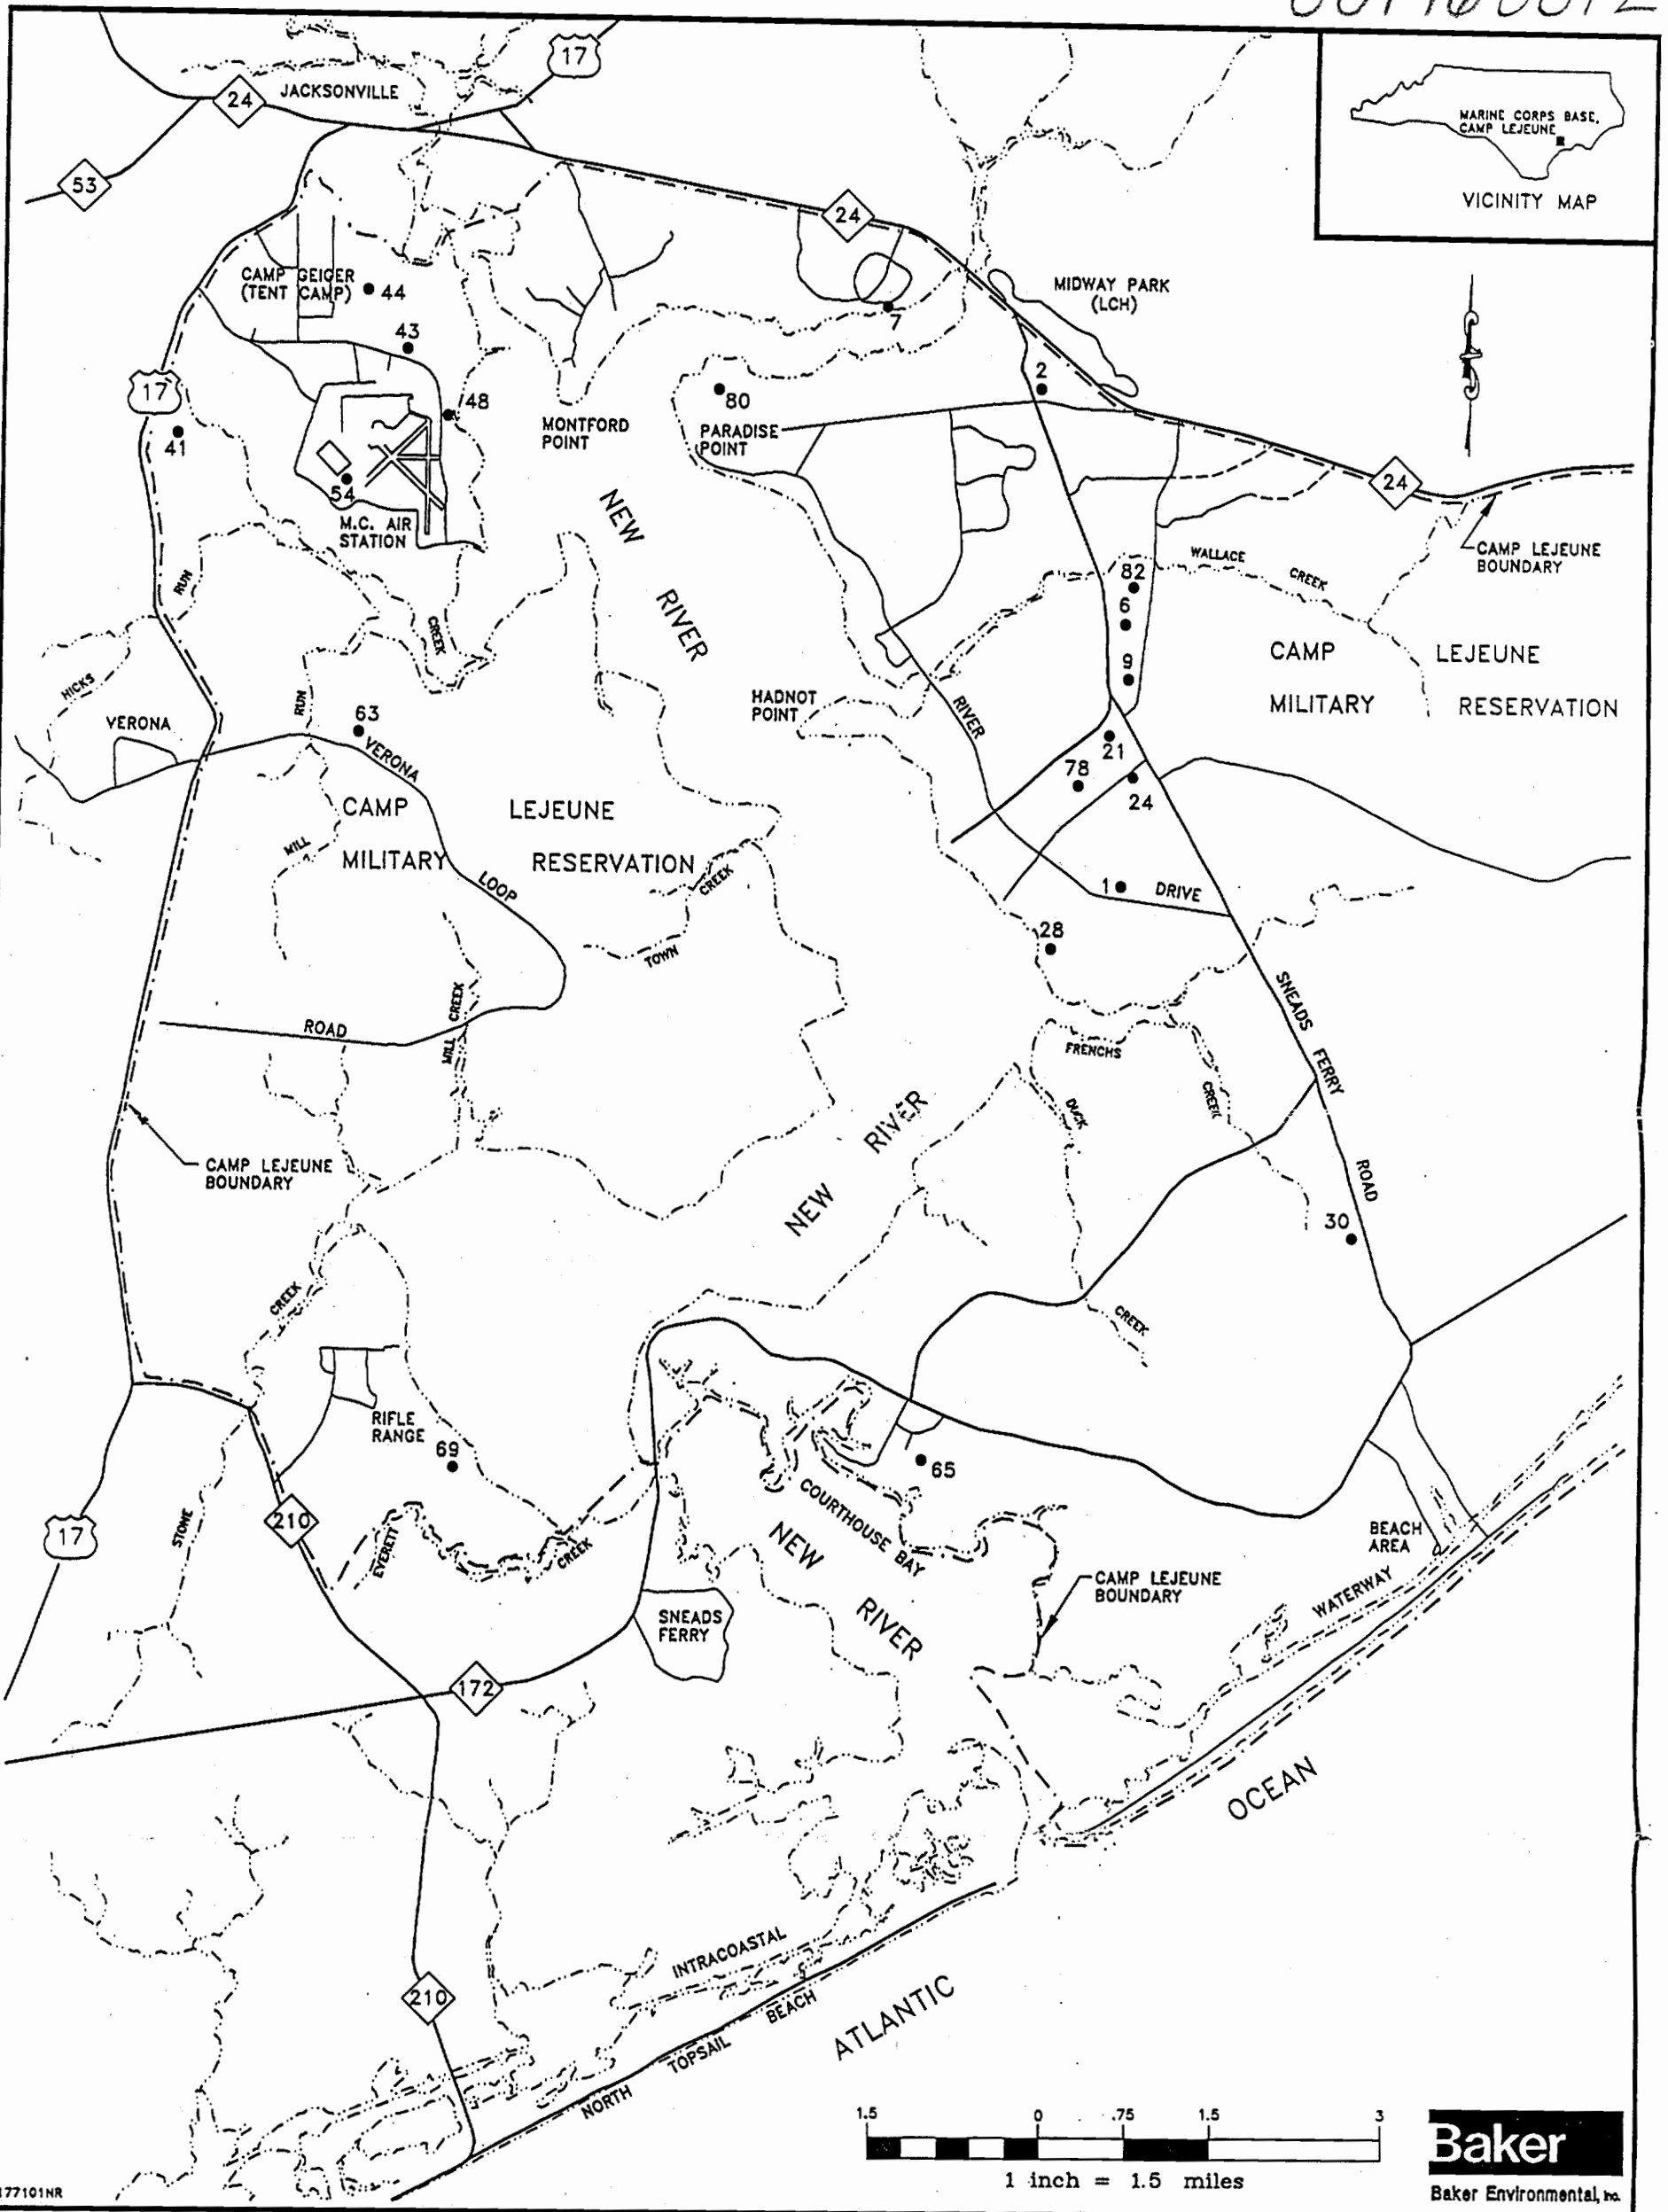 17
JACKSONVILLE
24
53
MARINE CORPS BASE,
CAMP LEJEUNE
VICINITY MAP
24
CAMP GEIGER
(TENT CAMP)
44
43
7
MIDWAY PARK
(LCH)
2
17
48
80
41
MONTFORD
POINT
PARADISE
POINT
54
M.C. AIR
STATION
24
CAMP LEJEUNE
BOUNDARY
NEW
RIVER
WALLACE
CREEK
82
6
9
RUN
CREEK
HICKS
RUN
VERONA
63
VERONA
HADNOT
POINT
RIVER
CAMP LEJEUNE
MILITARY RESERVATION
21
78
24
CAMP LEJEUNE
MILITARY RESERVATION
MILL
LOOP
CREEK
TOWN
1
DRIVE
28
SNEADS
FERRY
ROAD
ROAD
MILL CREEK
FRENCHS
CREEK
DUCK
CREEK
RIVER
NEW
CAMP LEJEUNE
BOUNDARY
30
CREEK
RIFLE
RANGE
69
65
COURTHOUSE BAY
17
STONE
210
EVERETT
CREEK
NEW
RIVER
BEACH
AREA
CAMP LEJEUNE
BOUNDARY
WATERWAY
SNEADS
FERRY
172
OCEAN
INTRACOASTAL
210
NORTH TOPSAIL BEACH
ATLANTIC
1.5 0 .75 1.5 3
1 inch = 1.5 miles
Baker
Baker Environmental, Inc.
177101NR